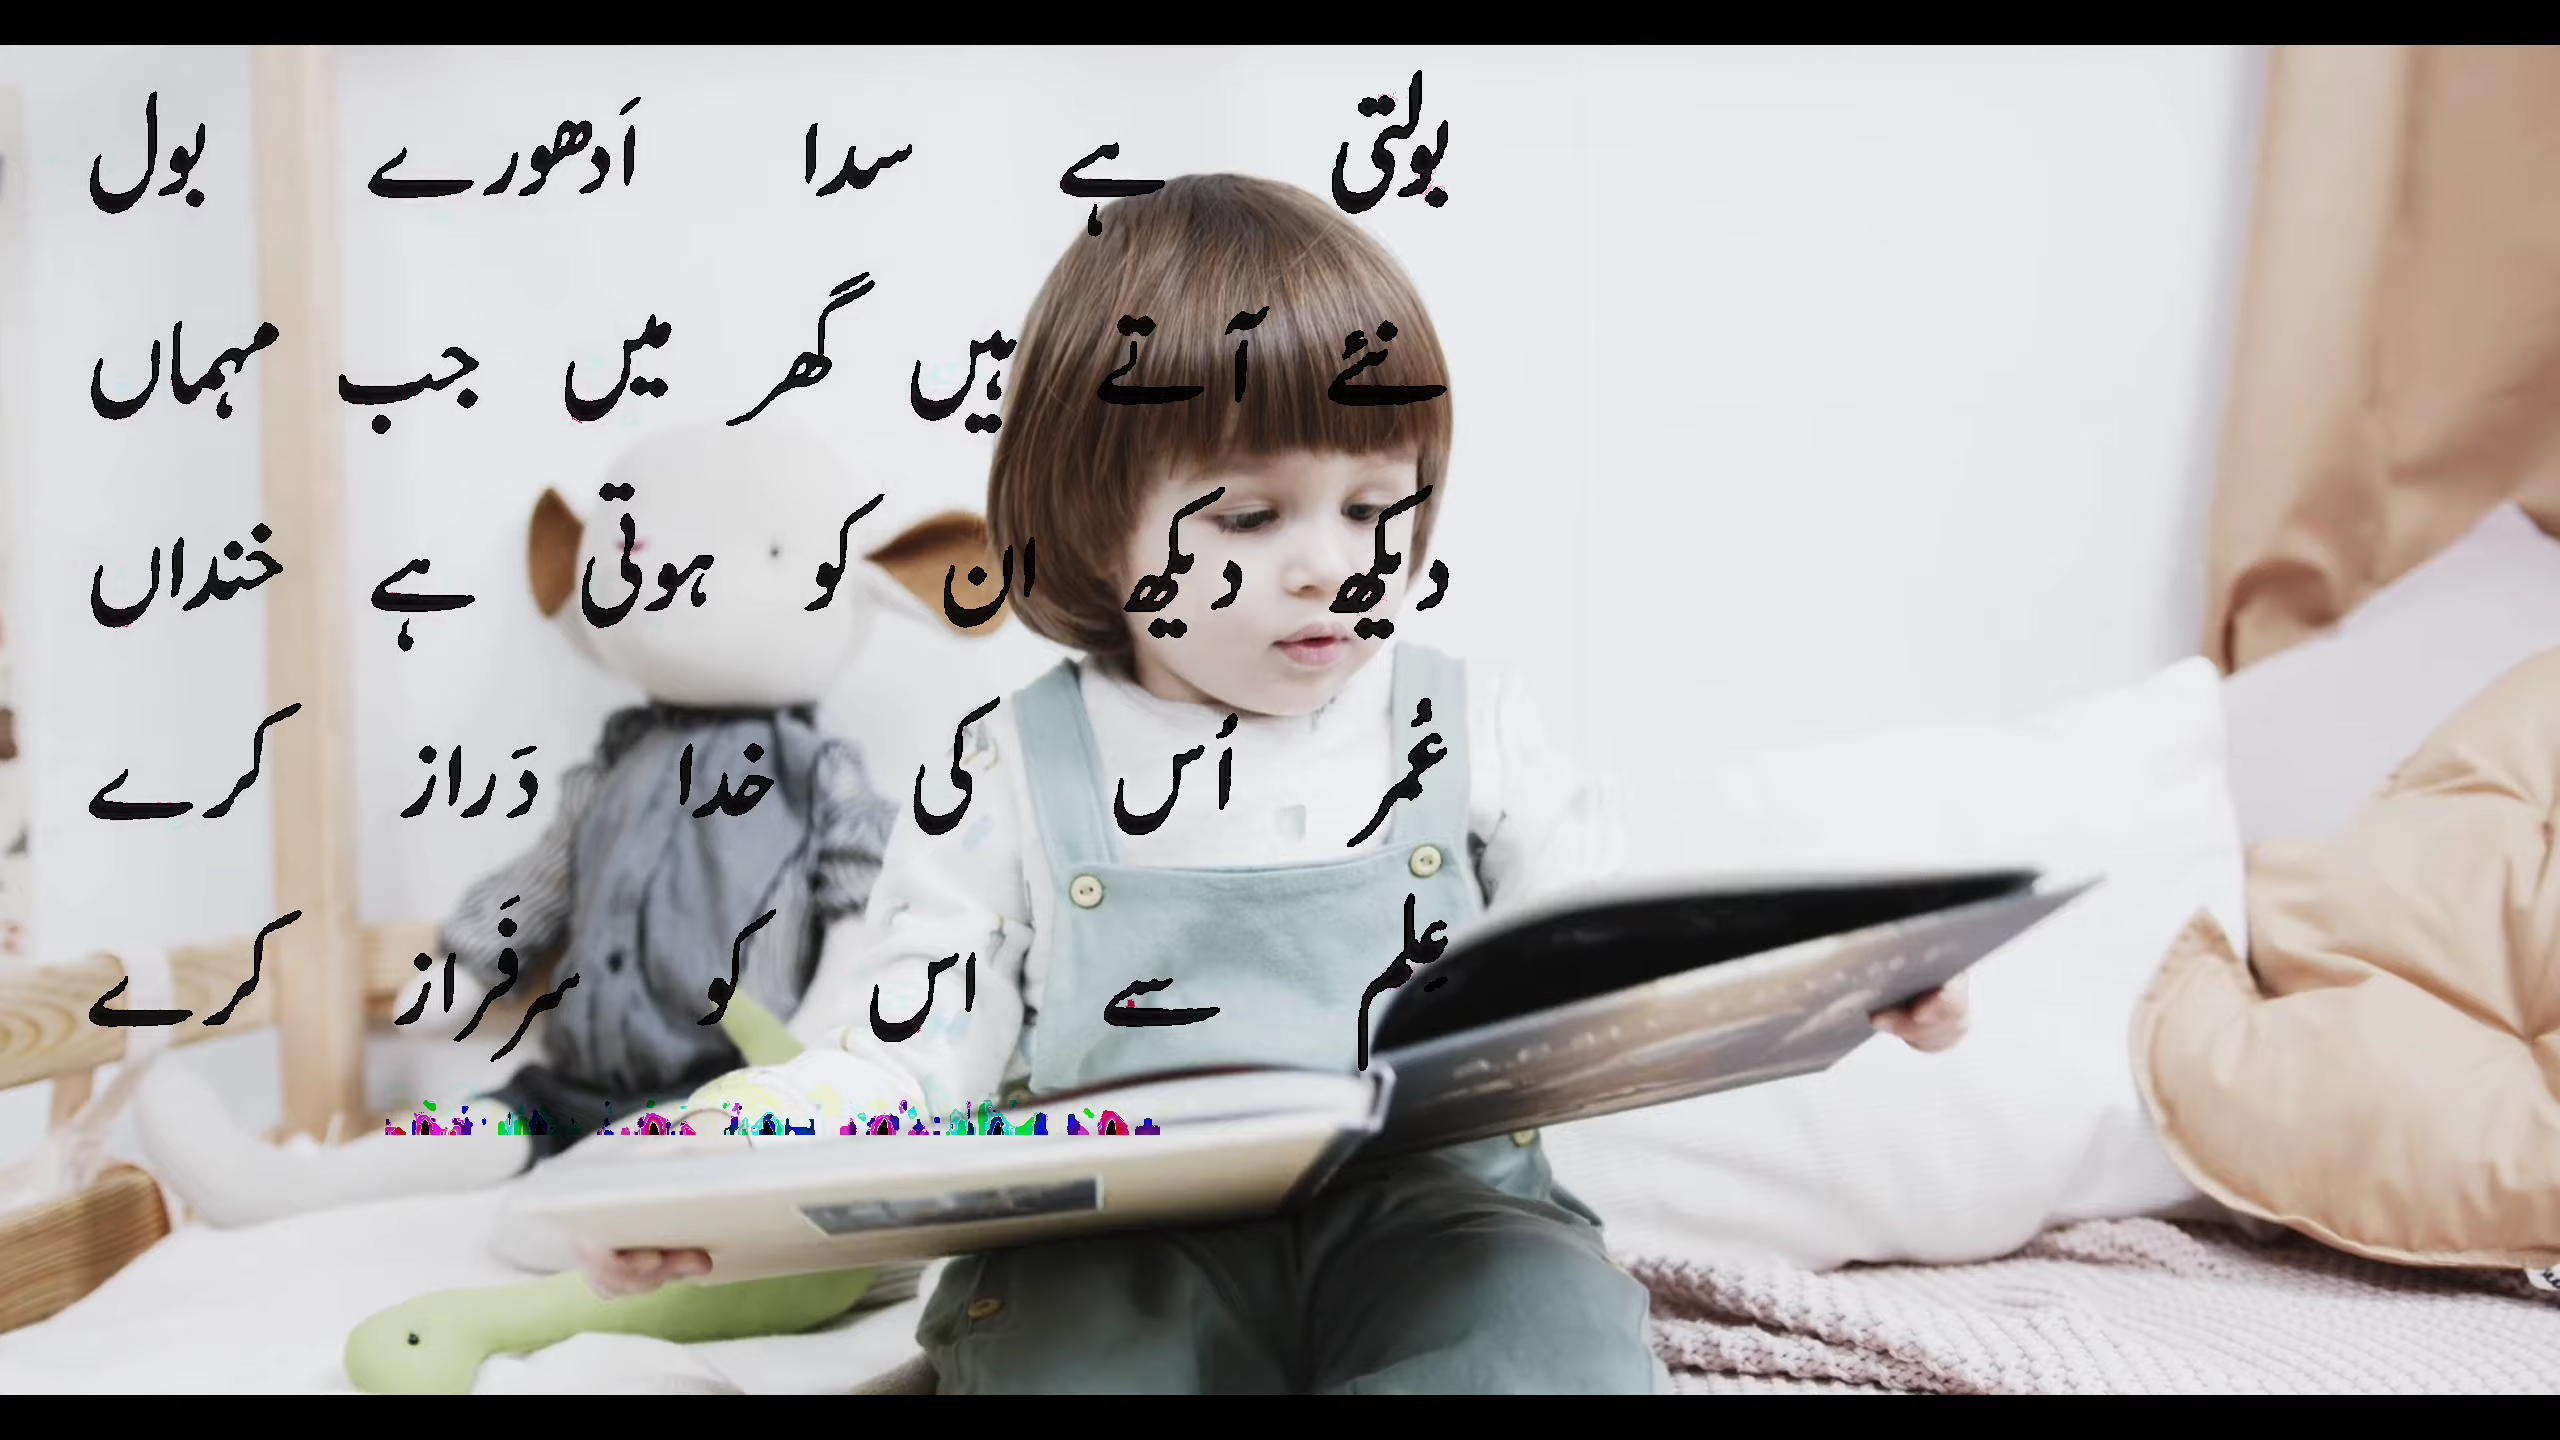 بولتی ہے سدا اَدھورے بول
نئے آتے ہیں گھر میں جب مہماں
دیکھ دیکھ ان کو ہوتی ہے خنداں
عُمر اُس کی خدا دَراز کرے
عِلم سے اس کو سرفَراز کرے